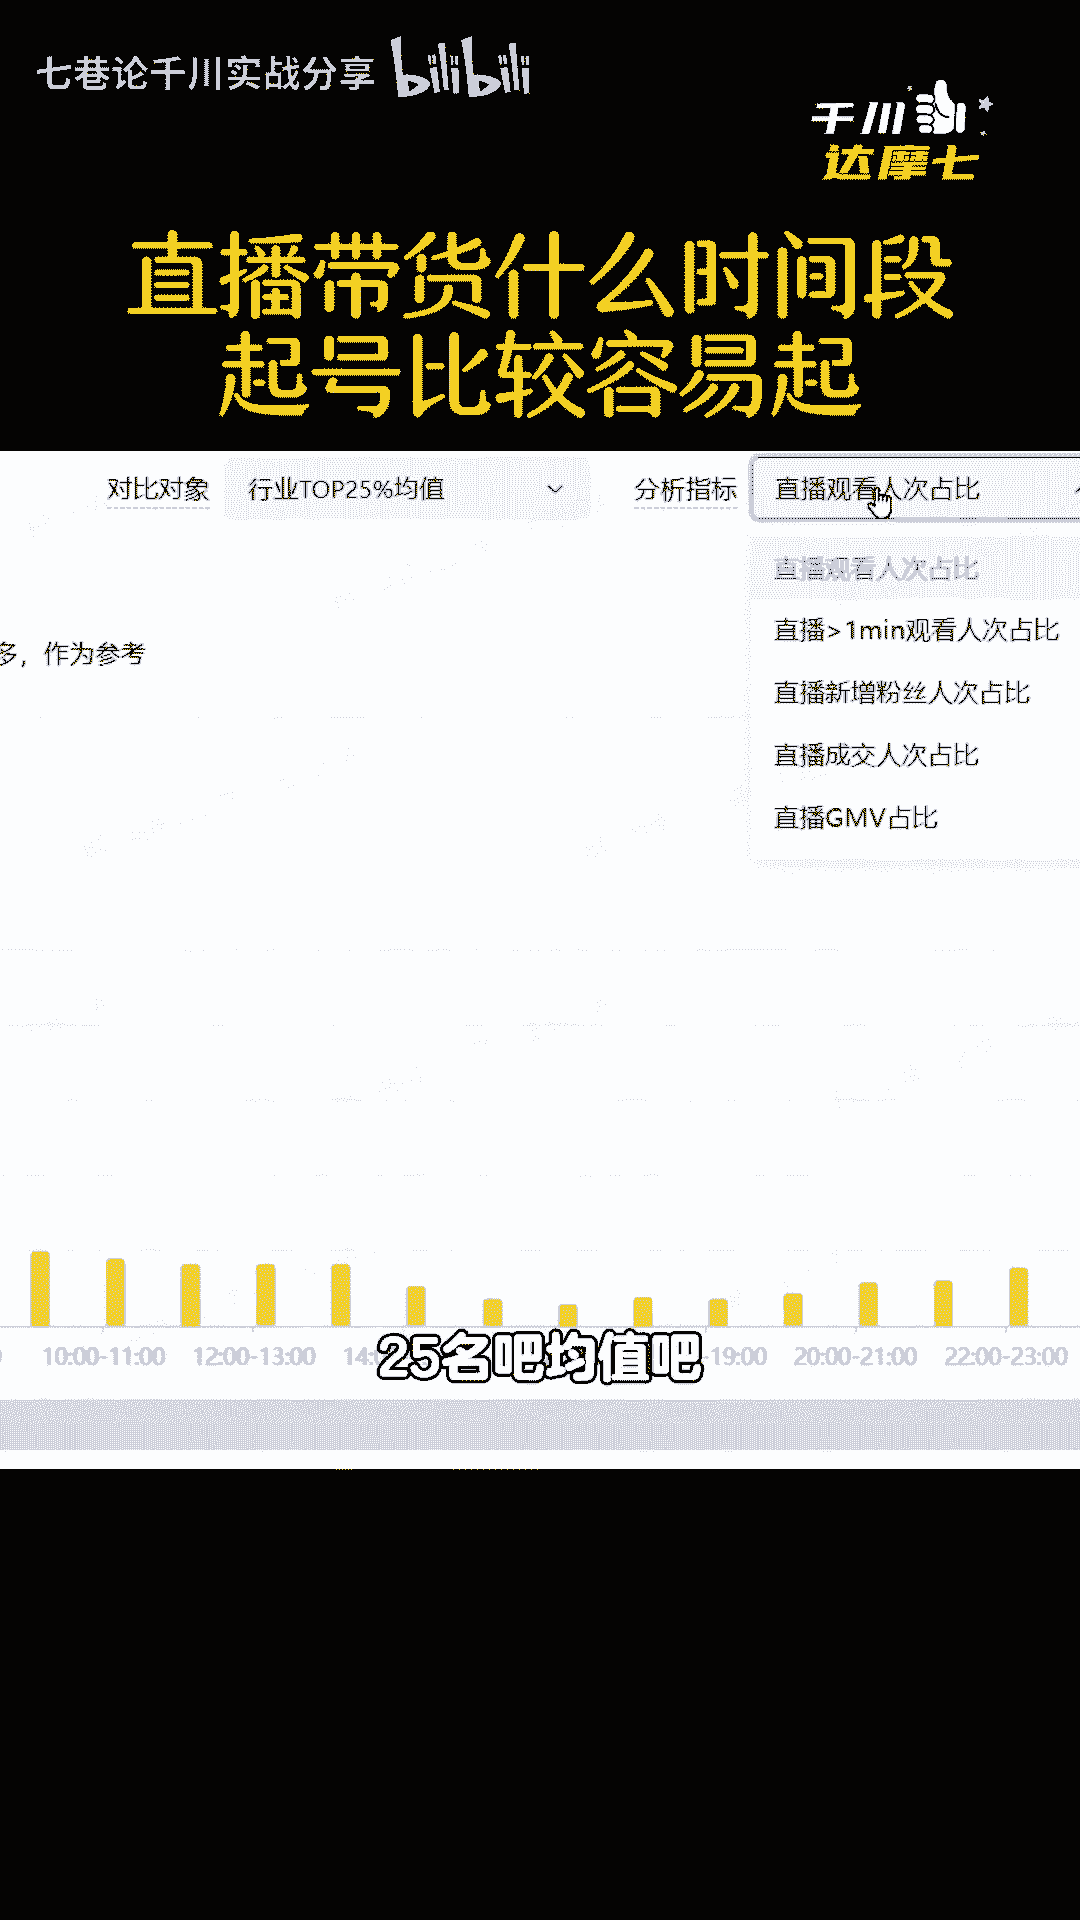 七巷论千川实战分享 bilibili
千川
达摩七
直播带货什么时间段
起号比较容易起
对比对象 行业TOP25%均值 分析指标 直播观看人次占比
直播观看人次占比
直播>1min观看人次占比
多，作为参考
直播新增粉丝人次占比
直播成交人次占比
直播GMV占比
10:00-11:00 12:00-13:00 14: -19:00 20:00-21:00 22:00-23:00
25名吧均值吧